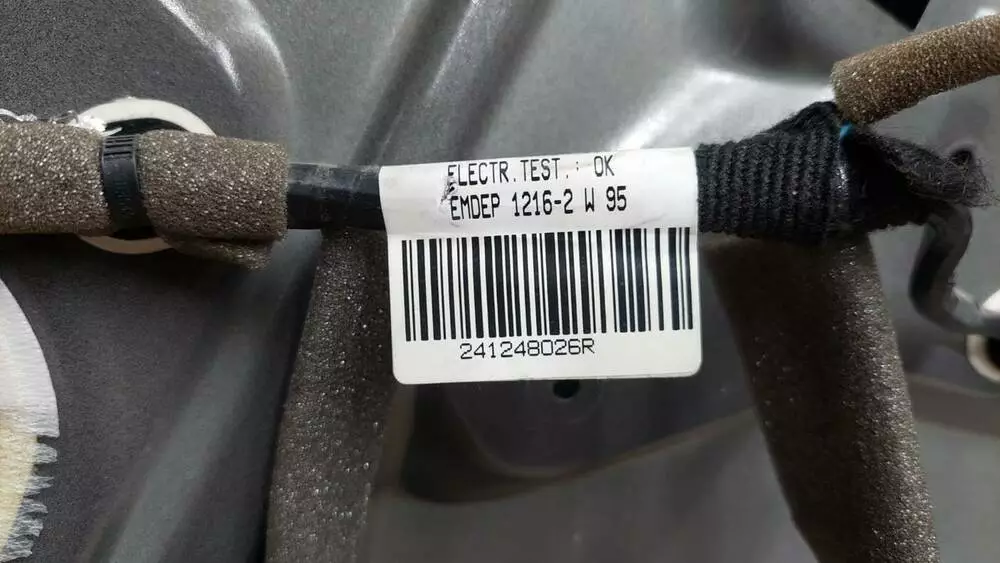 ELECTR.TEST.: OK
EMDEP 1216-2 W 95
241248026R